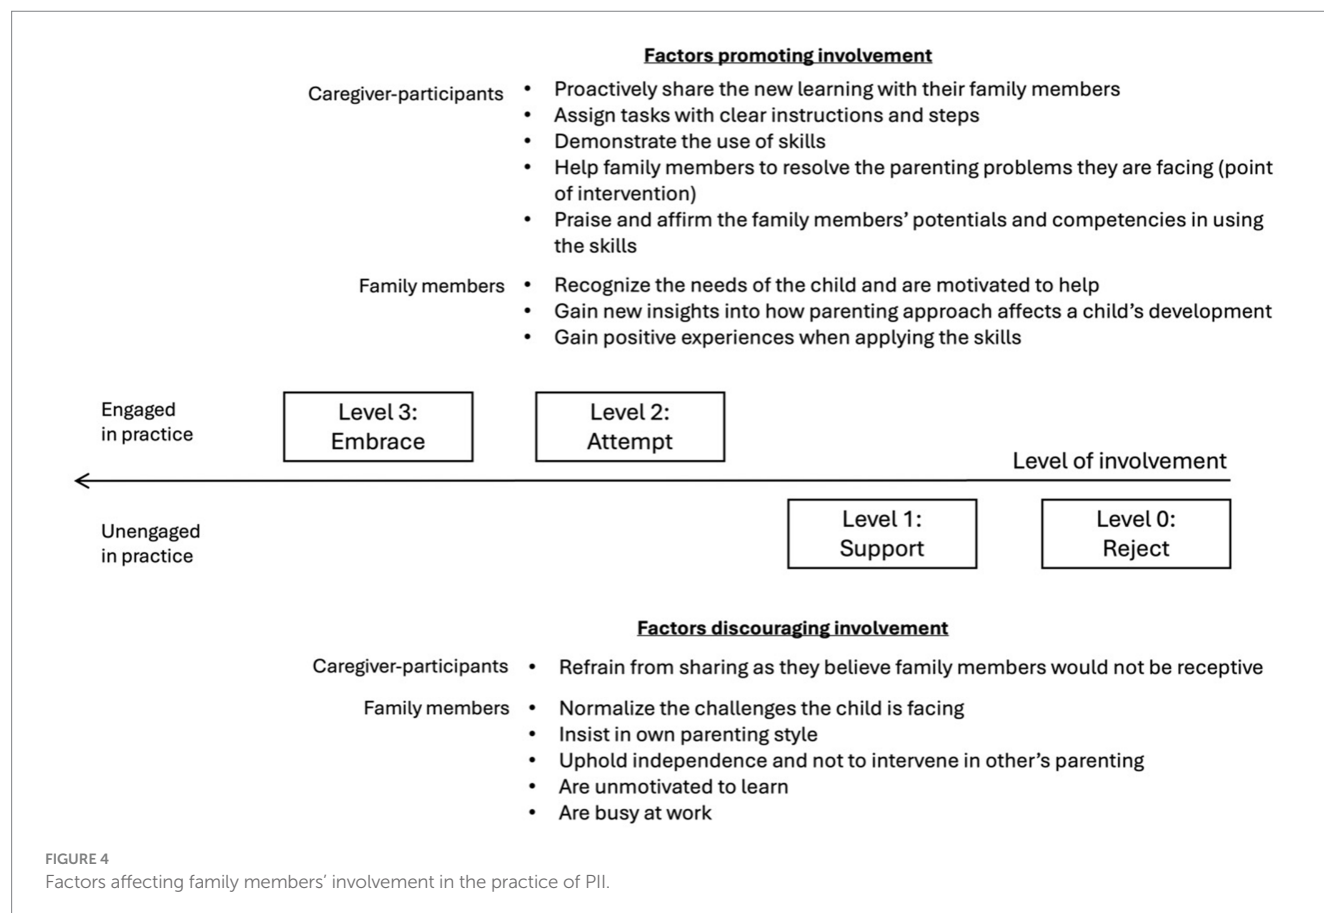 Factors promoting involvement
Caregiver-participants
• Proactively share the new learning with their family members
• Assign tasks with clear instructions and steps
• Demonstrate the use of skills
• Help family members to resolve the parenting problems they are facing (point
of intervention)
• Praise and affirm the family members’ potentials and competencies in using
the skills
Family members
• Recognize the needs of the child and are motivated to help
• Gain new insights into how parenting approach affects a child’s development
• Gain positive experiences when applying the skills
Engaged
in practice
Level 3:
Embrace
Level 2:
Attempt
Level of involvement
Unengaged
in practice
Level 1:
Support
Level 0:
Reject
Factors discouraging involvement
Caregiver-participants
• Refrain from sharing as they believe family members would not be receptive
Family members
• Normalize the challenges the child is facing
• Insist in own parenting style
• Uphold independence and not to intervene in other’s parenting
• Are unmotivated to learn
• Are busy at work
FIGURE 4
Factors affecting family members’ involvement in the practice of PII.